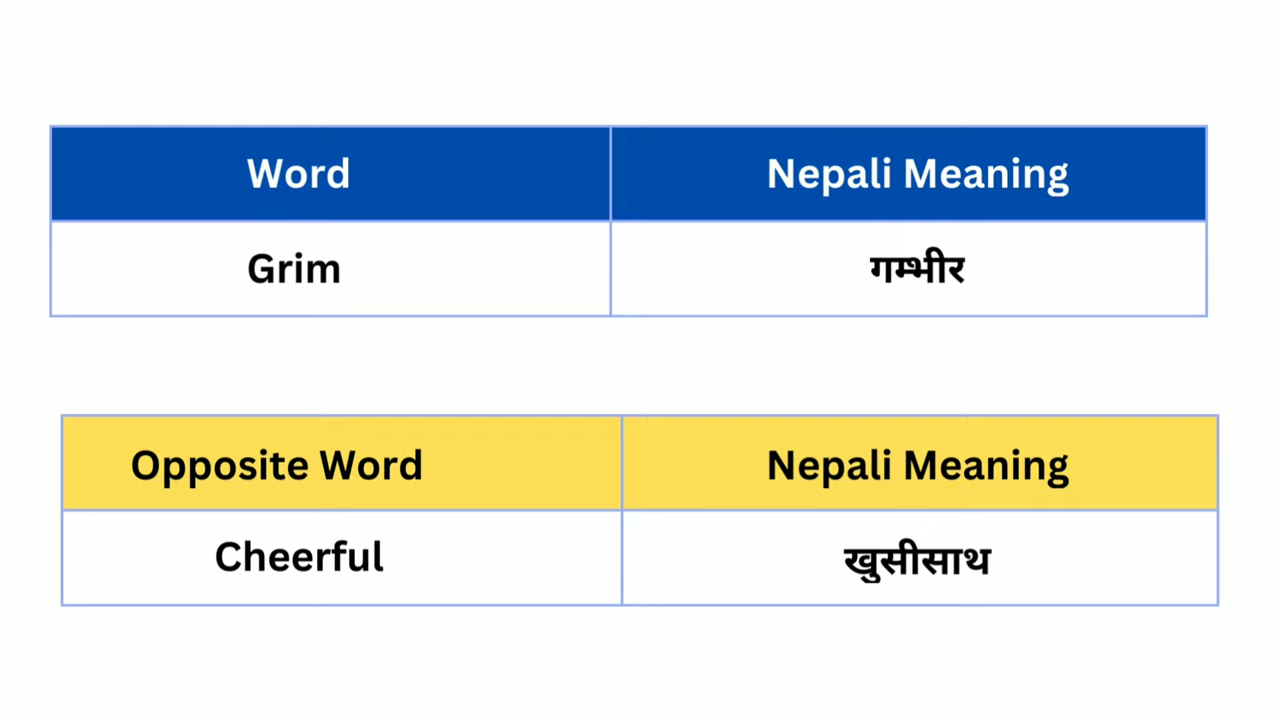 Word Nepali Meaning
Grim गम्भीर
Opposite Word Nepali Meaning
Cheerful खुसीसाथ